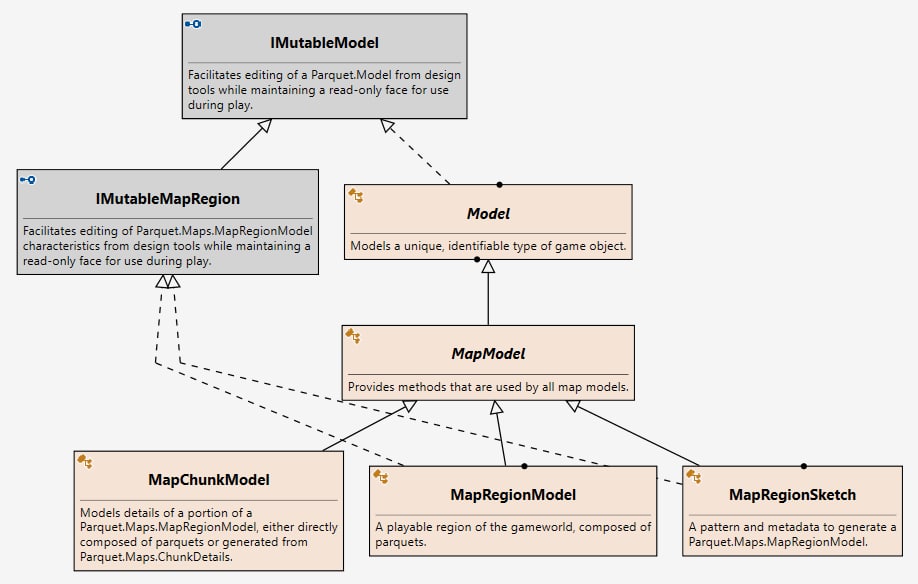 IMutableModel
Facilitates editing of a Parquet.Model from design
tools while maintaining a read-only face for use
during play.
IMutableMapRegion
Facilitates editing of Parquet.Maps.MapRegionModel
characteristics from design tools while maintaining a
read-only face for use during play.
Model
Models a unique, identifiable type of game object.
MapModel
Provides methods that are used by all map models.
MapChunkModel
Models details of a portion of a
Parquet.Maps.MapRegionModel, either directly
composed of parquets or generated from
Parquet.Maps.ChunkDetails.
MapRegionModel
A playable region of the gameworld, composed of
parquets.
MapRegionSketch
A pattern and metadata to generate a
Parquet.Maps.MapRegionModel.